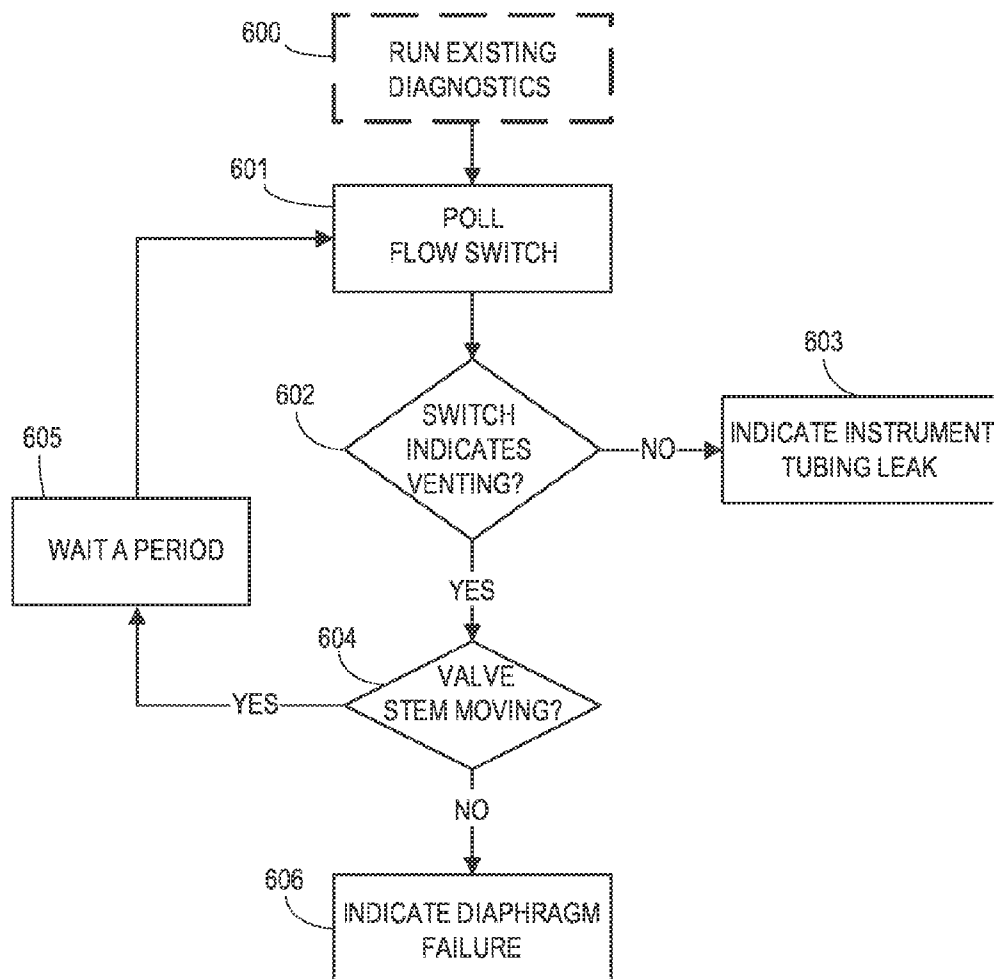 600
RUN EXISTING
DIAGNOSTICS
601
POLL
FLOW SWITCH
602
SWITCH
INDICATES
VENTING?
NO
603
INDICATE INSTRUMENT
TUBING LEAK
605
WAIT A PERIOD
YES
604
VALVE
STEM MOVING?
YES
NO
606
INDICATE DIAPHRAGM
FAILURE